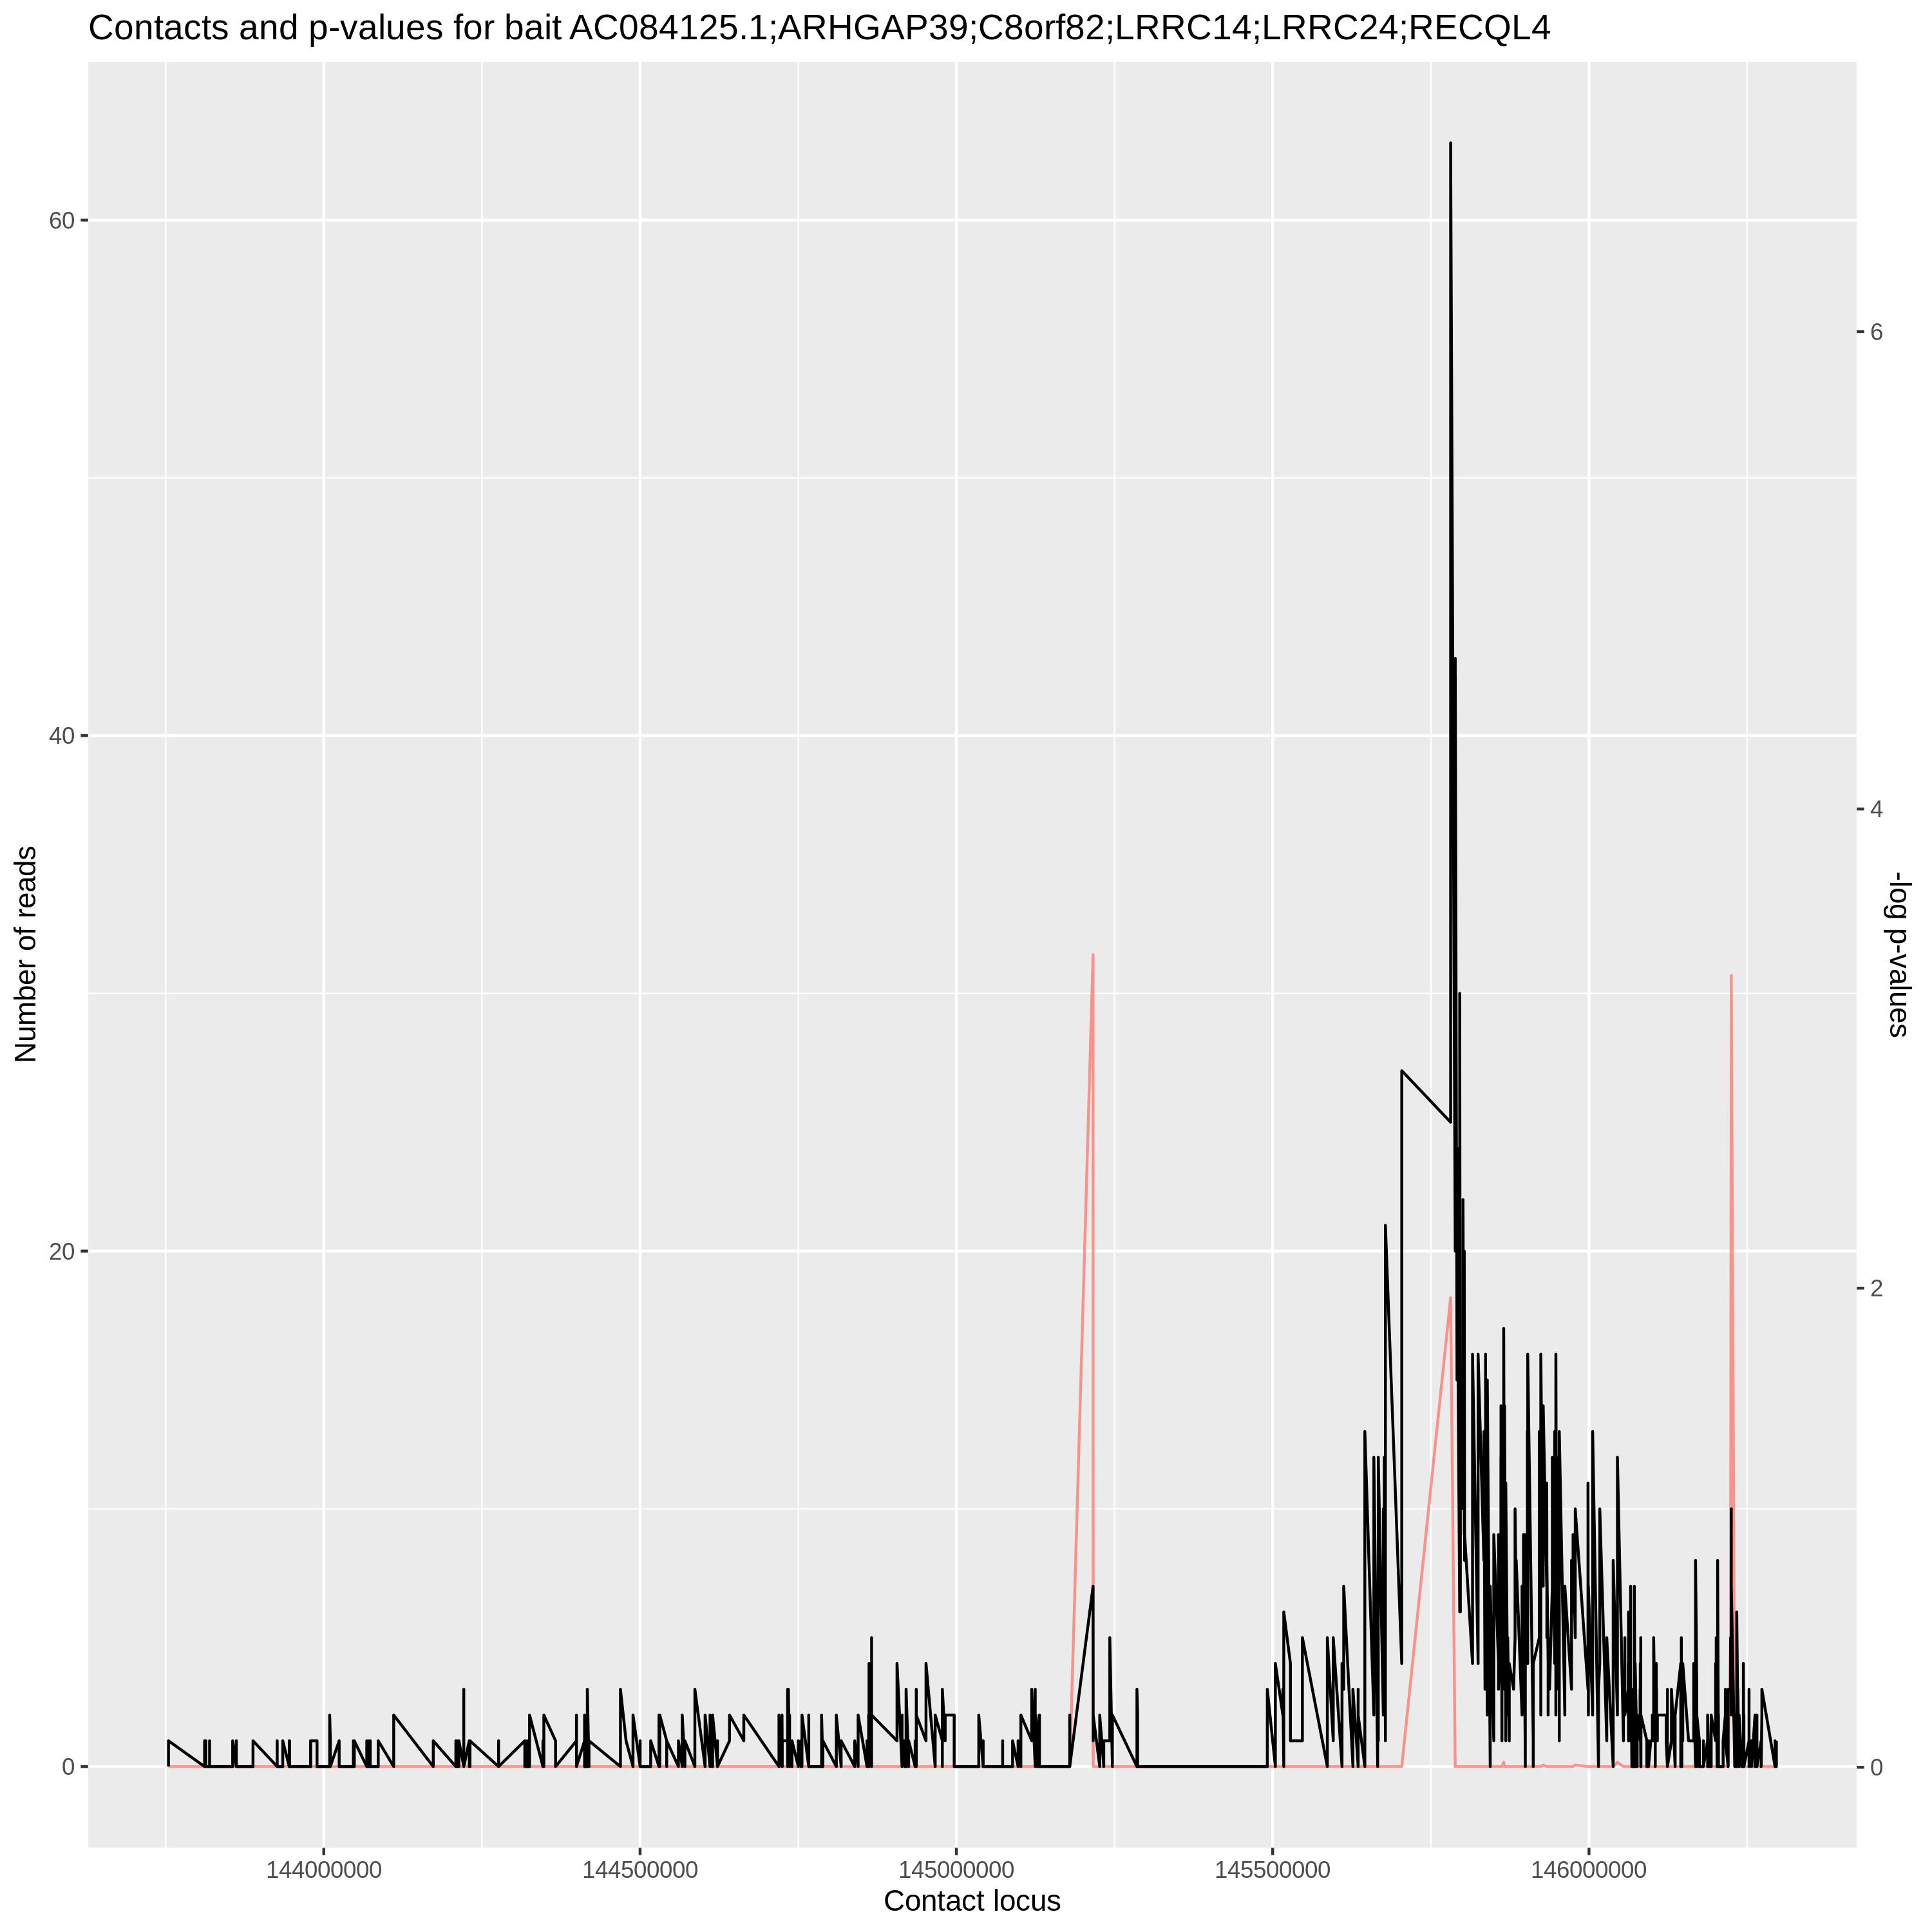 Contacts and p-values for bait AC084125.1;ARHGAP39;C8orf82;LRRC14;LRRC24;RECQL4
60
40
20
0
Number of reads
6
4
2
0
-log p-values
144000000 144500000 145000000 145500000 146000000
Contact locus